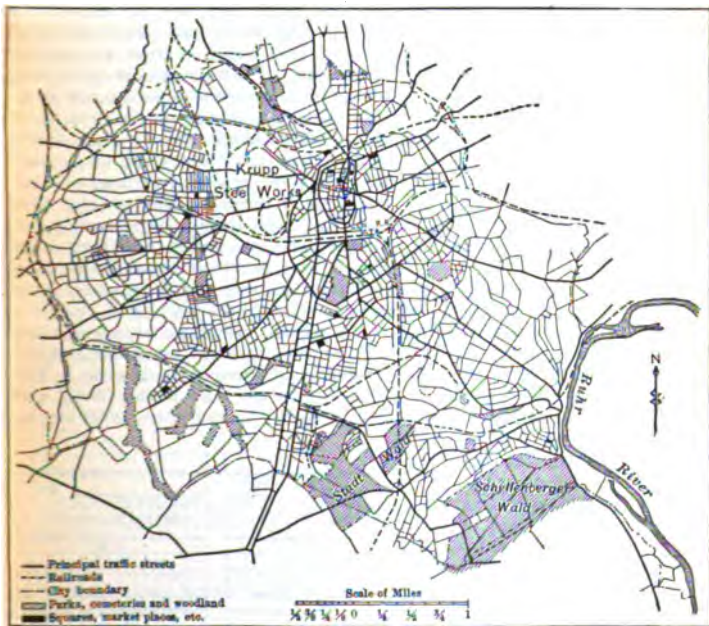 Krupp
Steel Works
N
Ruhr
River
Stadt
Wald
Schellenberger
Wald
Principal traffic streets
Railroads
City boundary
Parks, cemeteries and woodland
Squares, market places, etc.
Scale of Miles
0 ¼ ½ ¾ 1